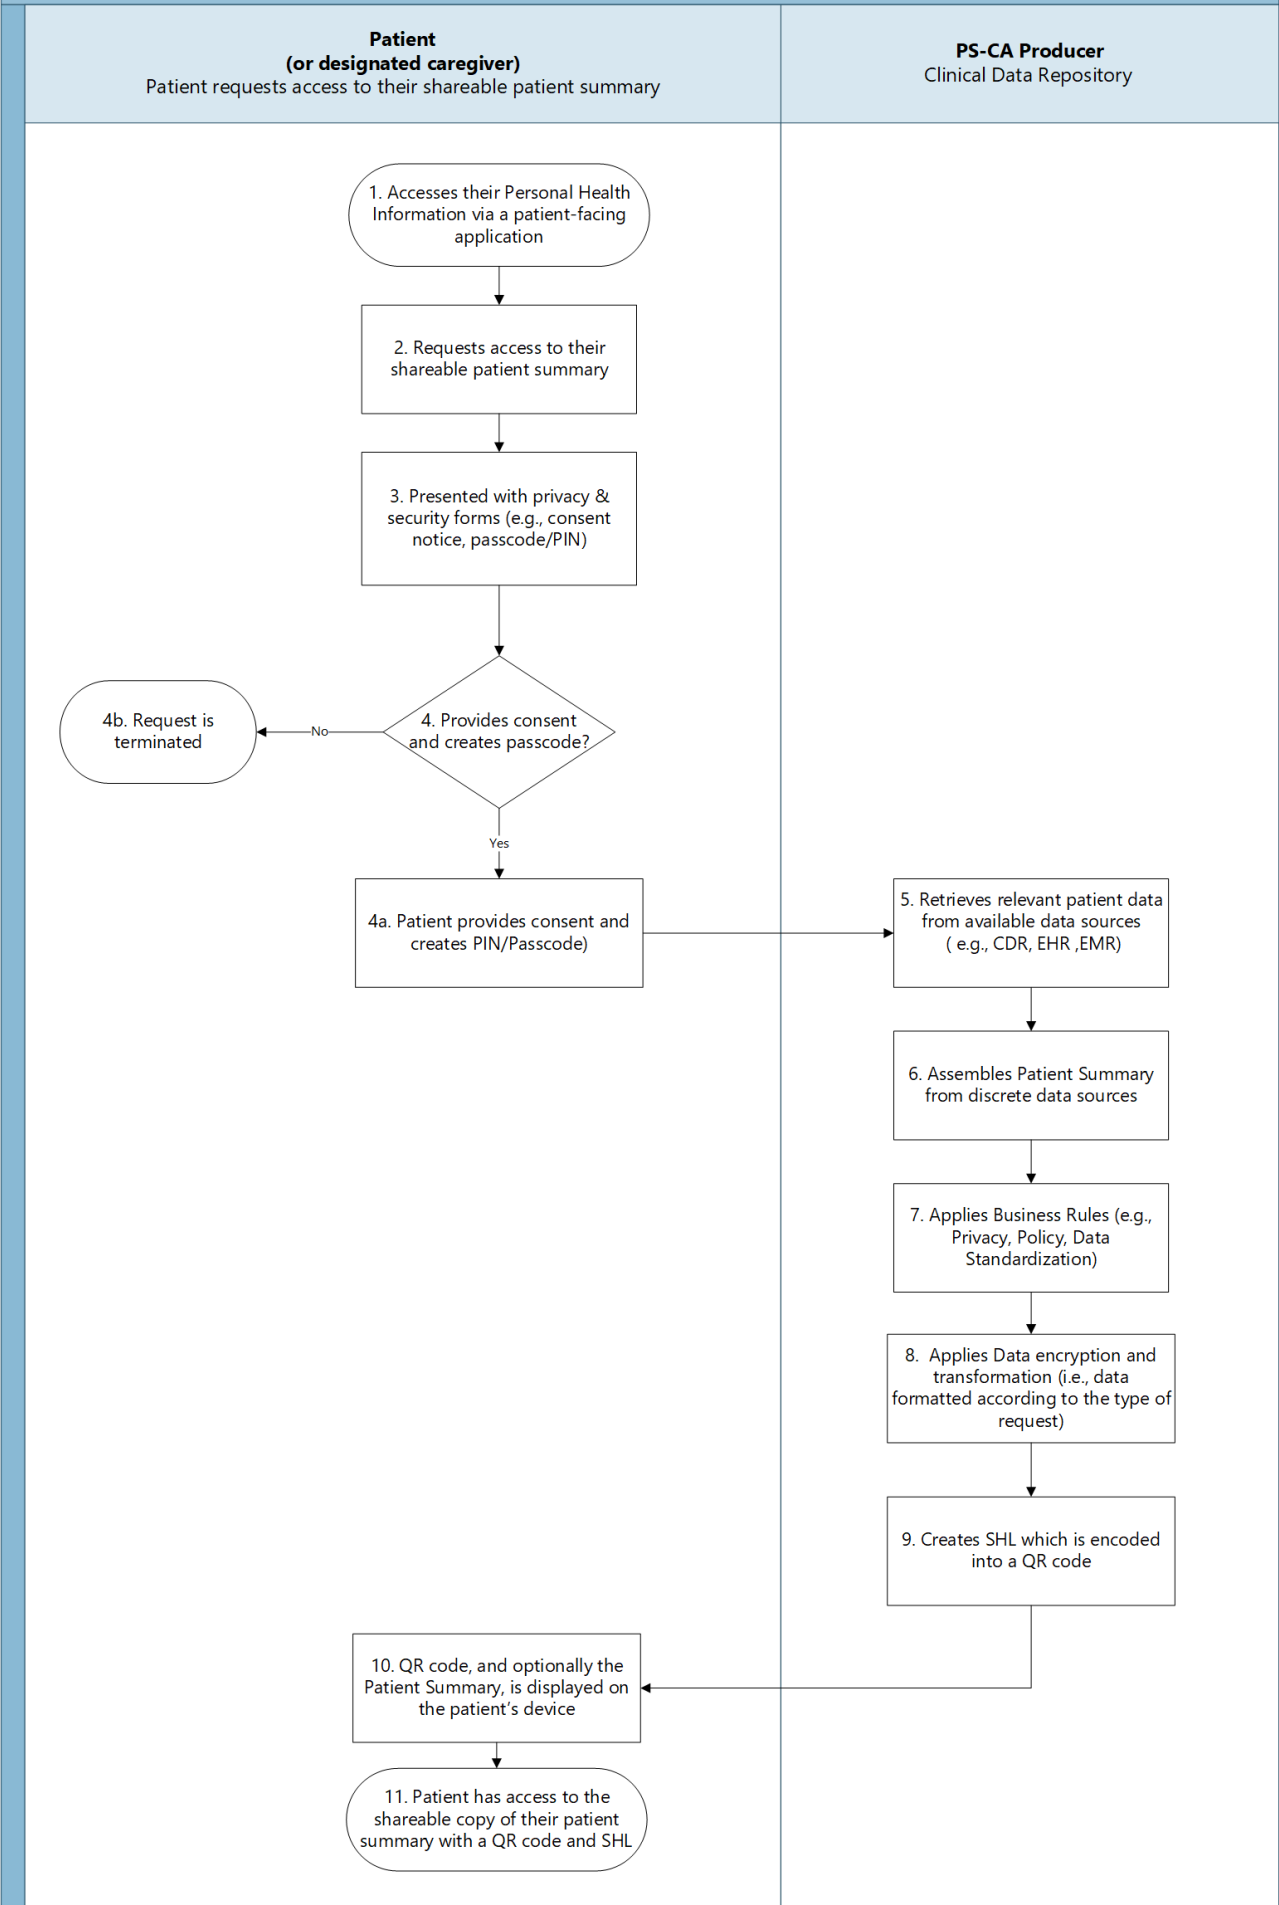 Patient
(or designated caregiver)
Patient requests access to their shareable patient summary
PS-CA Producer
Clinical Data Repository
1. Accesses their Personal Health
Information via a patient-facing
application
2. Requests access to their
shareable patient summary
3. Presented with privacy &
security forms (e.g., consent
notice, passcode/PIN)
4. Provides consent
and creates passcode?
No
4b. Request is
terminated
Yes
4a. Patient provides consent and
creates PIN/Passcode)
5. Retrieves relevant patient data
from available data sources
( e.g., CDR, EHR ,EMR)
6. Assembles Patient Summary
from discrete data sources
7. Applies Business Rules (e.g.,
Privacy, Policy, Data
Standardization)
8.  Applies Data encryption and
transformation (i.e., data
formatted according to the type of
request)
9. Creates SHL which is encoded
into a QR code
10. QR code, and optionally the
Patient Summary, is displayed on
the patient’s device
11. Patient has access to the
shareable copy of their patient
summary with a QR code and SHL